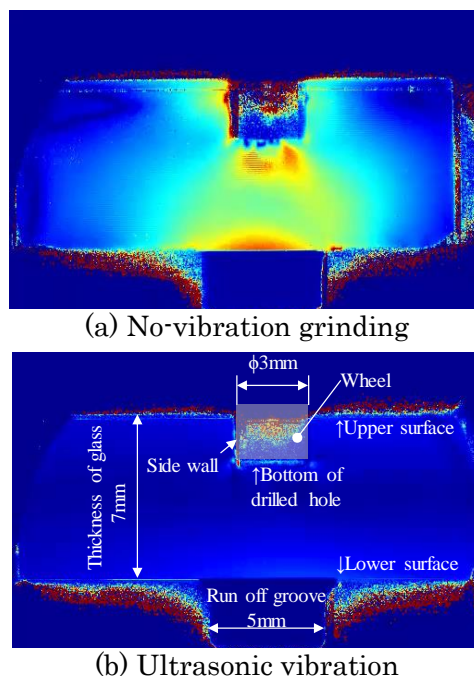 (a) No-vibration grinding
ϕ3mm
Wheel
↑Upper surface
Side wall
↑Bottom of
drilled hole
Thickness of glass
7mm
↓Lower surface
Run off groove
5mm
(b) Ultrasonic vibration